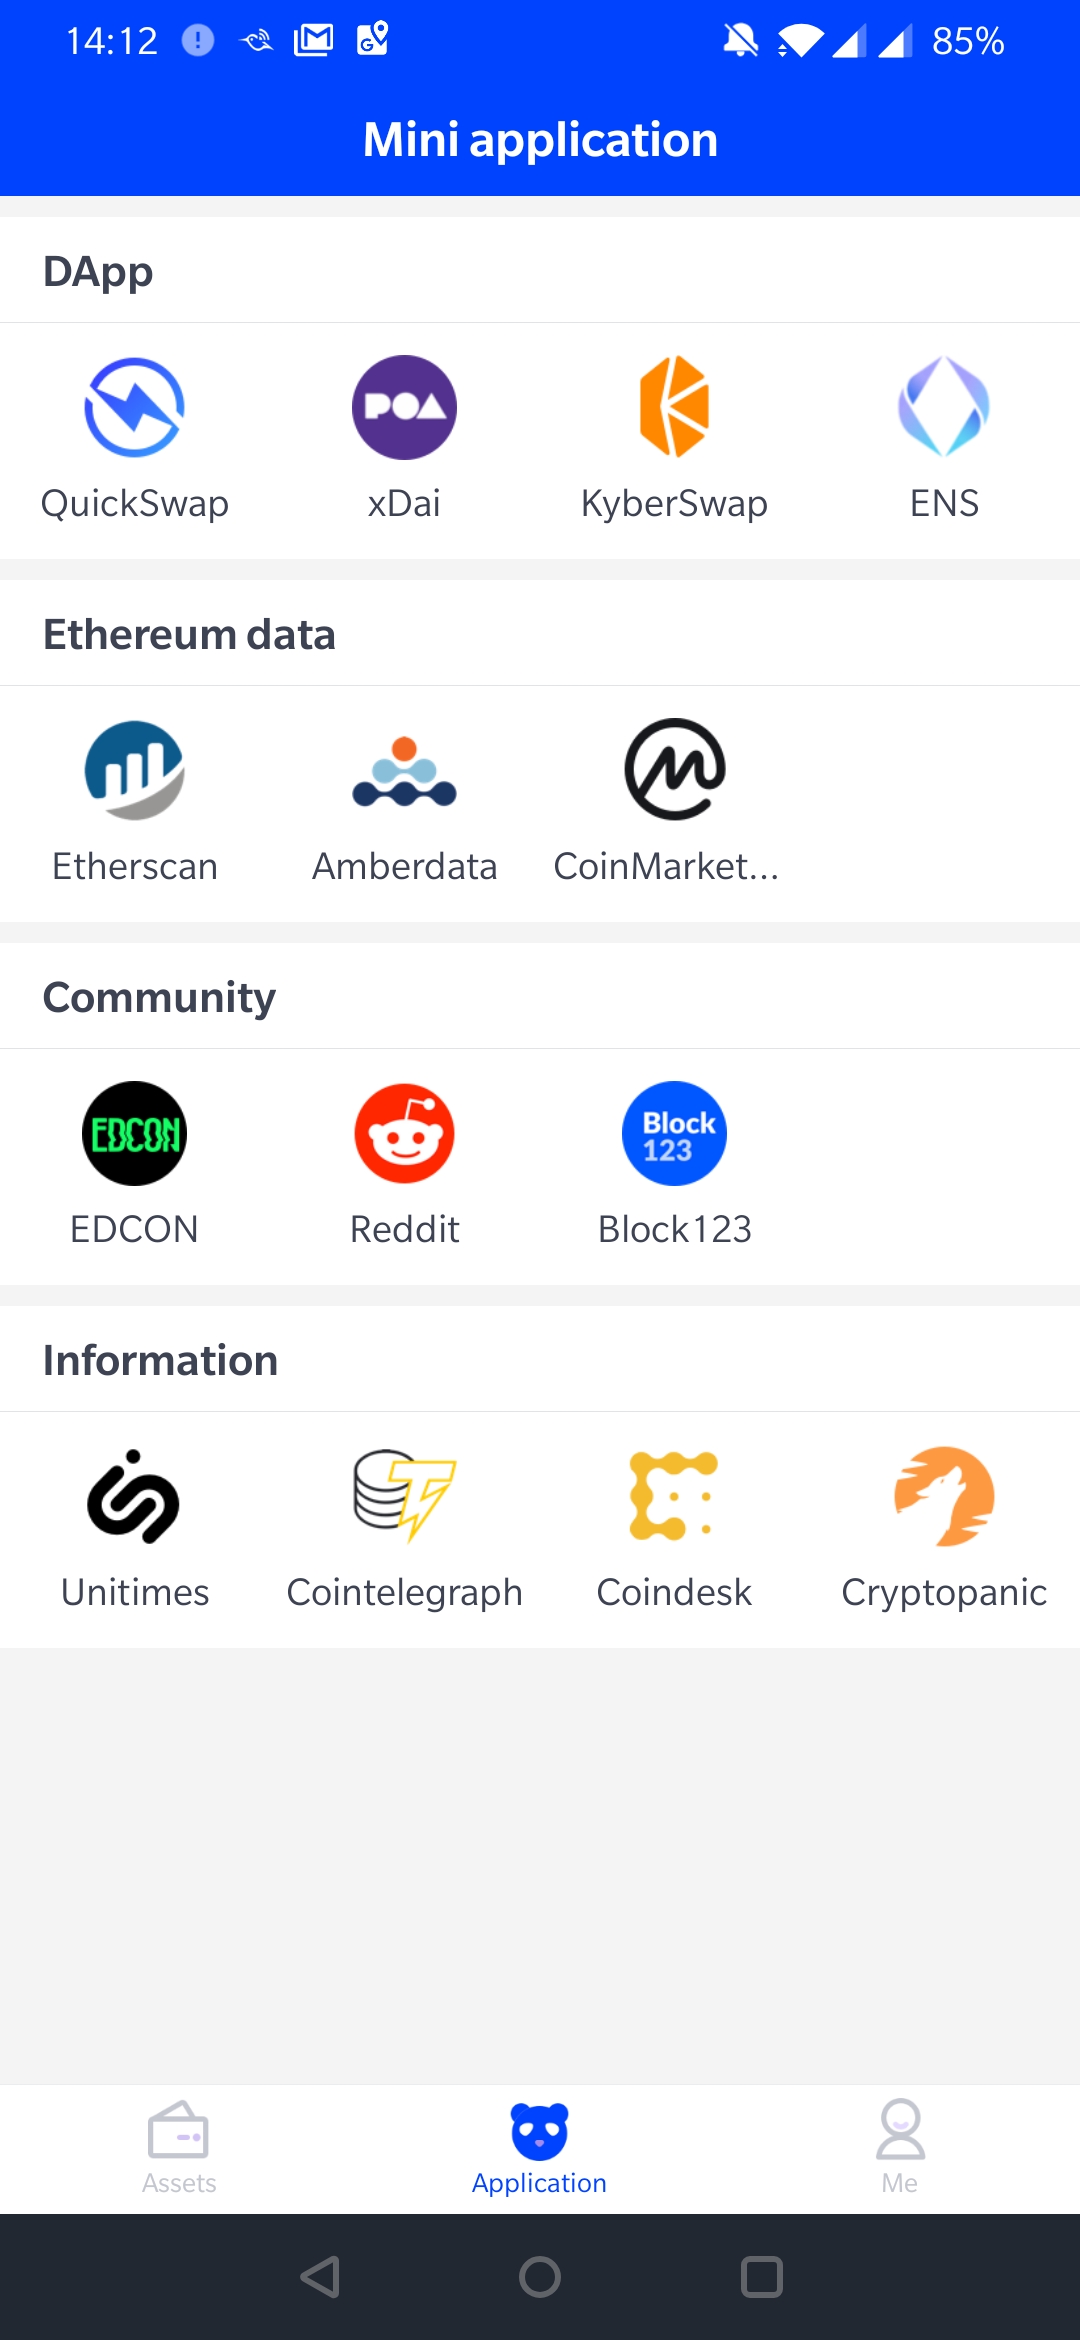 14:12
85%
Mini application
DApp
POA
QuickSwap
xDai
KyberSwap
ENS
Ethereum data
Etherscan
Amberdata
CoinMarket...
Community
EDCON
Block
123
EDCON
Reddit
Block123
Information
Unitimes
Cointelegraph
Coindesk
Cryptopanic
Assets
Application
Me